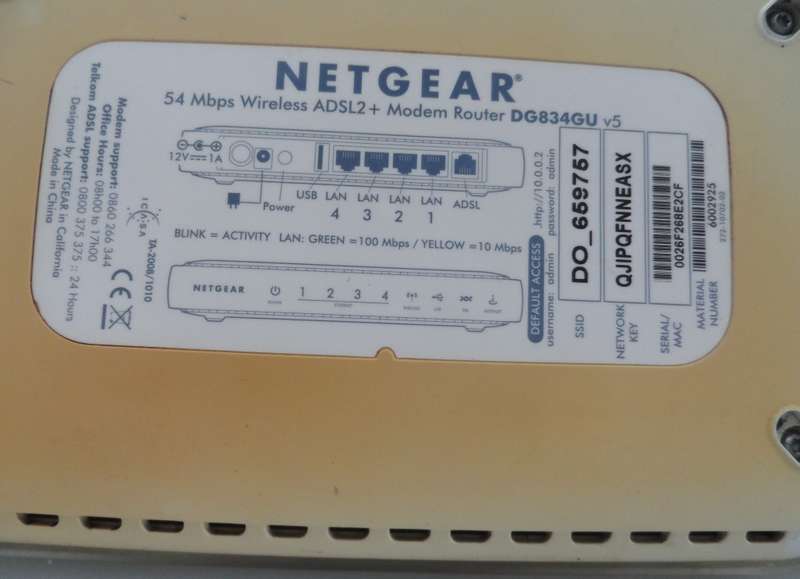 NETGEAR®
54 Mbps Wireless ADSL2+ Modem Router DG834GU v5
12V 1A
Power
USB
LAN 4
LAN 3
LAN 2
LAN 1
ADSL
BLINK = ACTIVITY LAN: GREEN = 100 Mbps / YELLOW = 10 Mbps
NETGEAR
1 2 3 4
Modem support: 0860 266 344
Office Hours: 08h00 to 17h00
Telkom ADSL support: 0800 375 375 :: 24 Hours
Designed by NETGEAR in California
Made in China
ICASA
TA-2008/1010
CE
DEFAULT ACCESS http://10.0.0.2
username: admin password: admin
SSID
DO_659757
NETWORK KEY
QJIPQFNNEASX
SERIAL/
MAC
0026F268E2CF
MATERIAL
NUMBER
6002925
272-10702-02